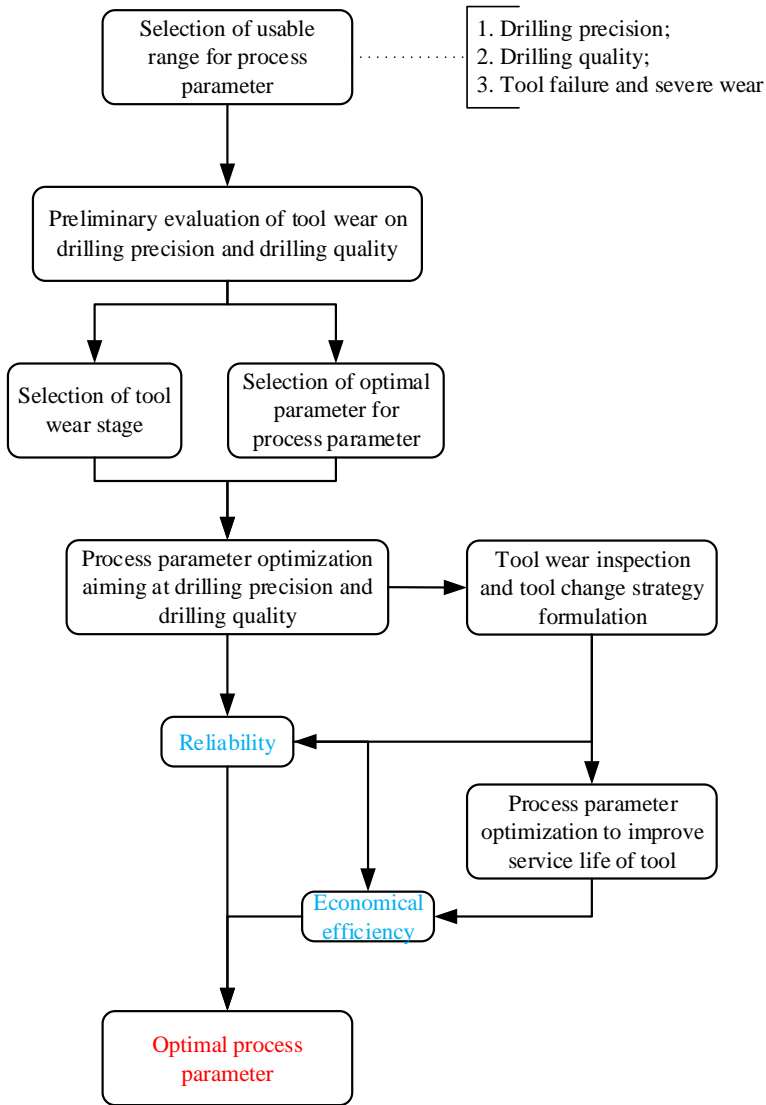 Selection of usable
range for process
parameter
1. Drilling precision;
2. Drilling quality;
3. Tool failure and severe wear
Preliminary evaluation of tool wear on
drilling precision and drilling quality
Selection of tool
wear stage
Selection of optimal
parameter for
process parameter
Process parameter optimization
aiming at drilling precision and
drilling quality
Tool wear inspection
and tool change strategy
formulation
Reliability
Process parameter
optimization to improve
service life of tool
Economical
efficiency
Optimal process
parameter